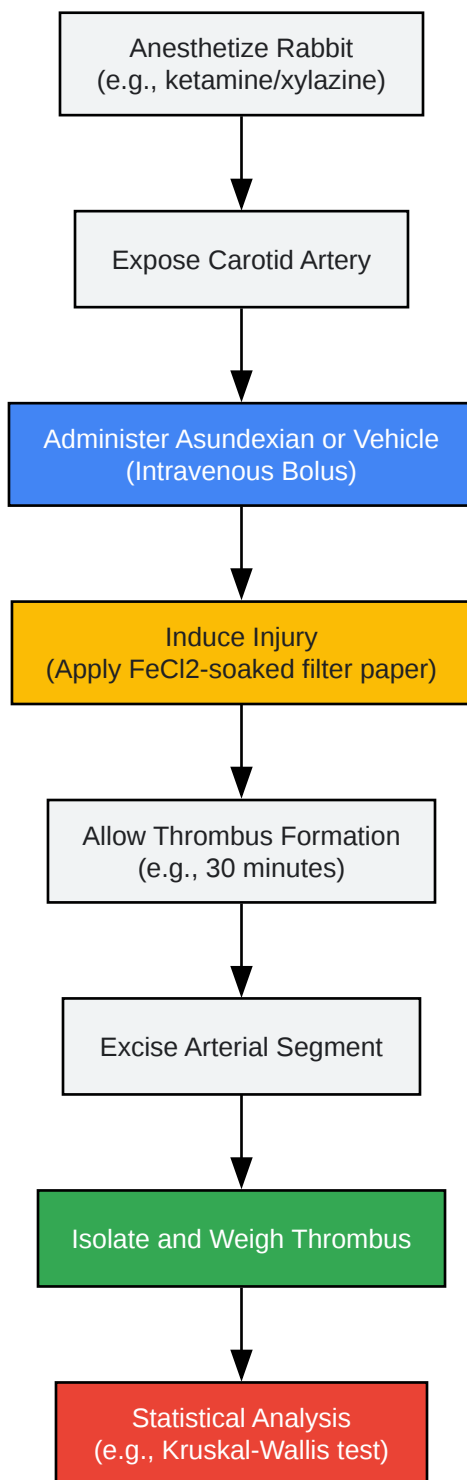 Anesthetize Rabbit
(e.g., ketamine/xylazine)
Expose Carotid Artery
Administer Asundexian or Vehicle
(Intravenous Bolus)
Induce Injury
(Apply FeCl2-soaked filter paper)
Allow Thrombus Formation
(e.g., 30 minutes)
Excise Arterial Segment
Isolate and Weigh Thrombus
Statistical Analysis
(e.g., Kruskal-Wallis test)